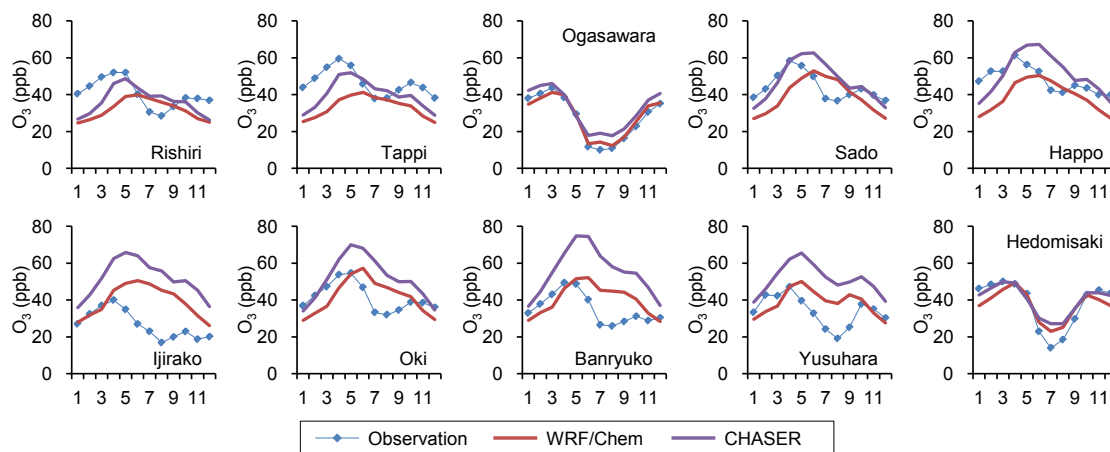 80 80 80 80 80
60 60 60 60 60
40 40 40 40 40
20 20 20 20 20
0 0 0 0 0
O3 (ppb) O3 (ppb) O3 (ppb) O3 (ppb) O3 (ppb)
Rishiri Tappi Ogasawara Sado Happo
1 3 5 7 9 11 1 3 5 7 9 11 1 3 5 7 9 11 1 3 5 7 9 11 1 3 5 7 9 11
80 80 80 80 80
60 60 60 60 60
40 40 40 40 40
20 20 20 20 20
0 0 0 0 0
O3 (ppb) O3 (ppb) O3 (ppb) O3 (ppb) O3 (ppb)
Ijirako Oki Banryuko Yusuhara Hedomisaki
1 3 5 7 9 11 1 3 5 7 9 11 1 3 5 7 9 11 1 3 5 7 9 11 1 3 5 7 9 11
Observation WRF/Chem CHASER